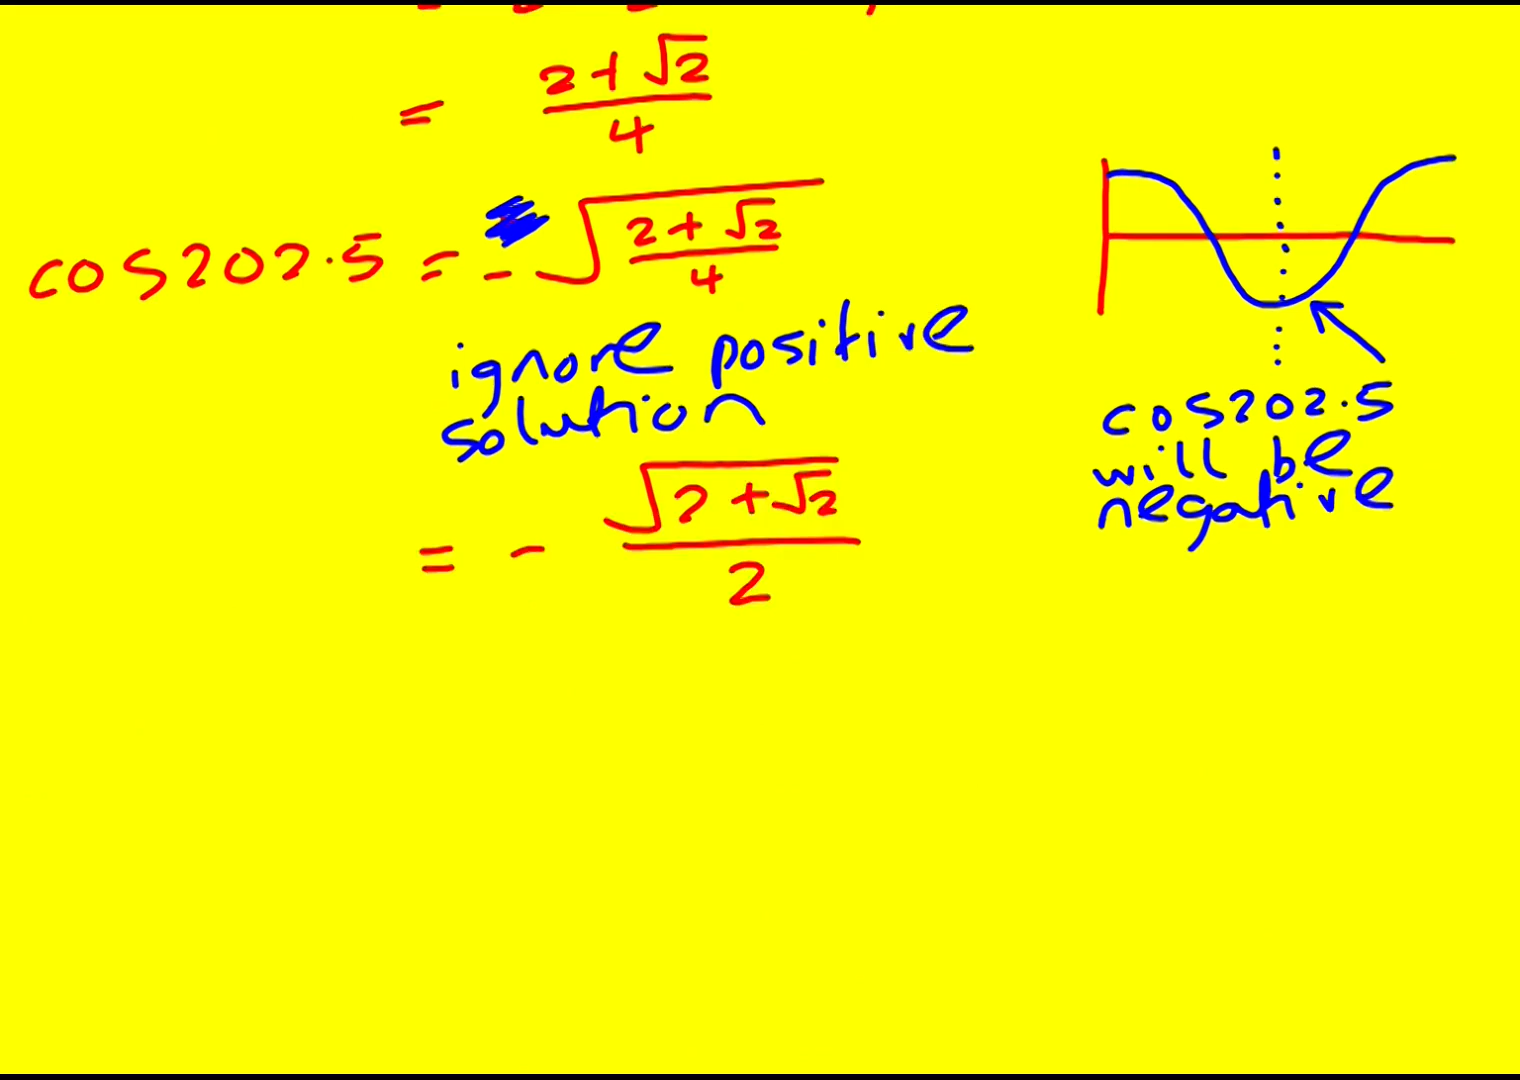 = (2 + √2)/4
cos202.5 = - √((2 + √2)/4)
ignore positive
solution
= - √(2 + √2)/2
cos202.5
will be
negative